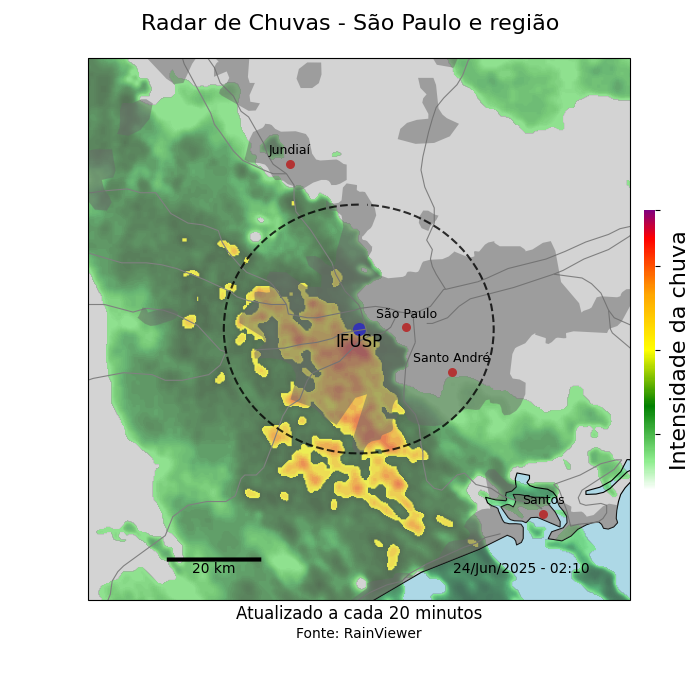 Radar de Chuvas - São Paulo e região
Jundiaí
São Paulo
IFUSP
Santo André
Santos
20 km
24/Jun/2025 - 02:10
Intensidade da chuva
Atualizado a cada 20 minutos
Fonte: RainViewer